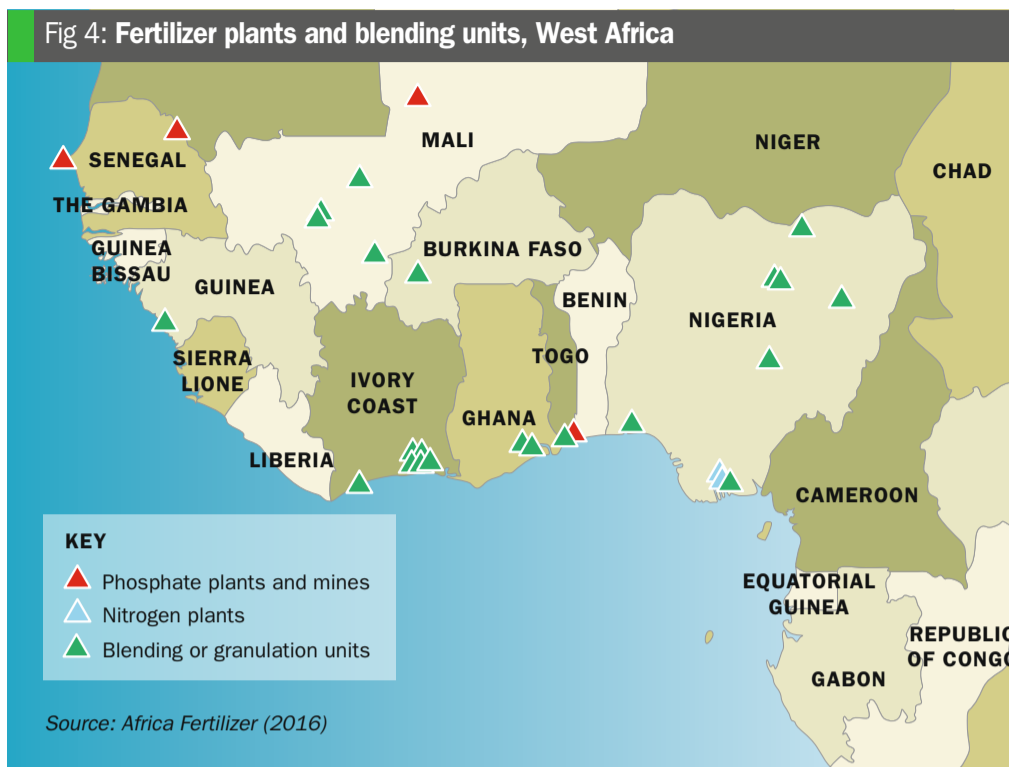 Fig 4: Fertilizer plants and blending units, West Africa
MALI
NIGER
SENEGAL
CHAD
THE GAMBIA
GUINEA
BISSAU
BURKINA FASO
GUINEA
BENIN
NIGERIA
SIERRA
LIONE
TOGO
IVORY
COAST
GHANA
LIBERIA
CAMEROON
KEY
Phosphate plants and mines
Nitrogen plants
Blending or granulation units
EQUATORIAL
GUINEA
REPUBLIC
OF CONGO
GABON
Source: Africa Fertilizer (2016)